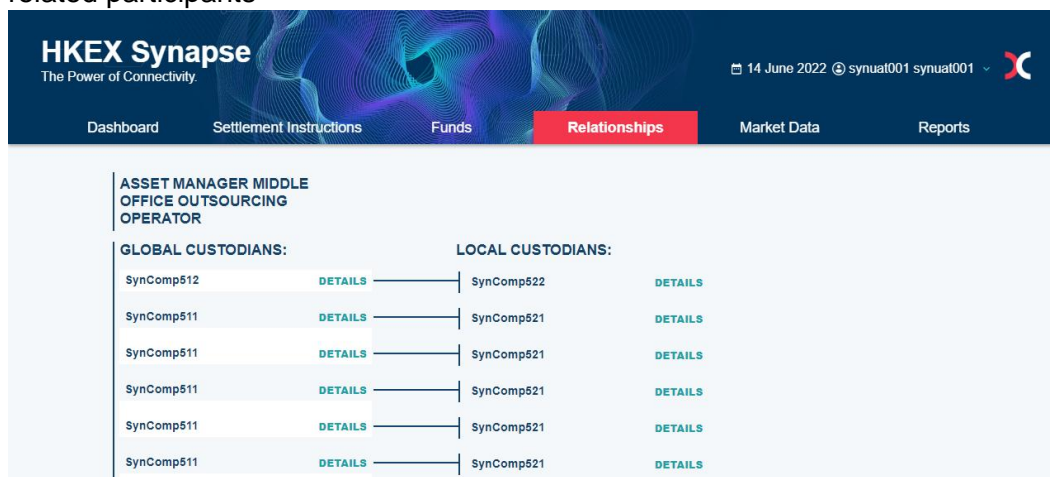 related participants
HKEX Synapse
The Power of Connectivity.
14 June 2022 synuat001 synuat001
Dashboard Settlement Instructions Funds Relationships Market Data Reports
ASSET MANAGER MIDDLE
OFFICE OUTSOURCING
OPERATOR
GLOBAL CUSTODIANS: LOCAL CUSTODIANS:
SynComp512 DETAILS SynComp522 DETAILS
SynComp511 DETAILS SynComp521 DETAILS
SynComp511 DETAILS SynComp521 DETAILS
SynComp511 DETAILS SynComp521 DETAILS
SynComp511 DETAILS SynComp521 DETAILS
SynComp511 DETAILS SynComp521 DETAILS